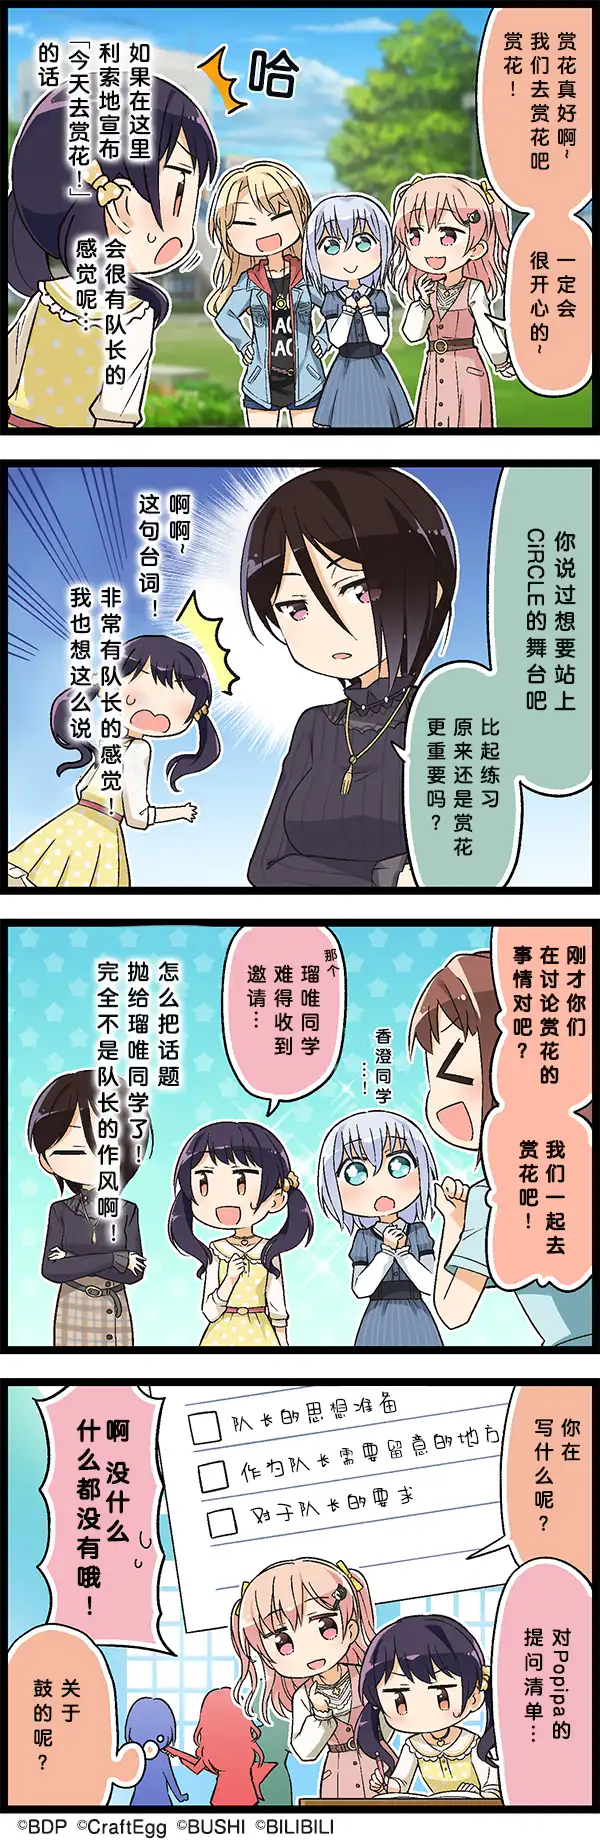 赏花真好啊~
我们去赏花吧
赏花！
一定会
很开心的~
哈
如果在这里
利索地宣布
「今天去赏花！」
的话
会很有队长的
感觉呢…
LAC
LAC
你说过想要站上
CiRCLE的舞台吧
比起练习
原来还是赏花
更重要吗？
啊啊~
这句台词！
非常有队长的感觉！
我也想这么说
刚才你们
在讨论赏花的
事情对吧？
我们一起去
赏花吧！
香澄同学
…！
那个
瑠唯同学
难得收到
邀请…
怎么把话题
抛给瑠唯同学了！
完全不是队长的作风啊！
你在
写什么呢？
队长的思想准备
作为队长需要留意的地方
对于队长的要求
啊 没什么
什么都没有哦！
对Popipa的
提问清单…
关于
鼓的呢？
©BDP ©CraftEgg ©BUSHI ©BILIBILI